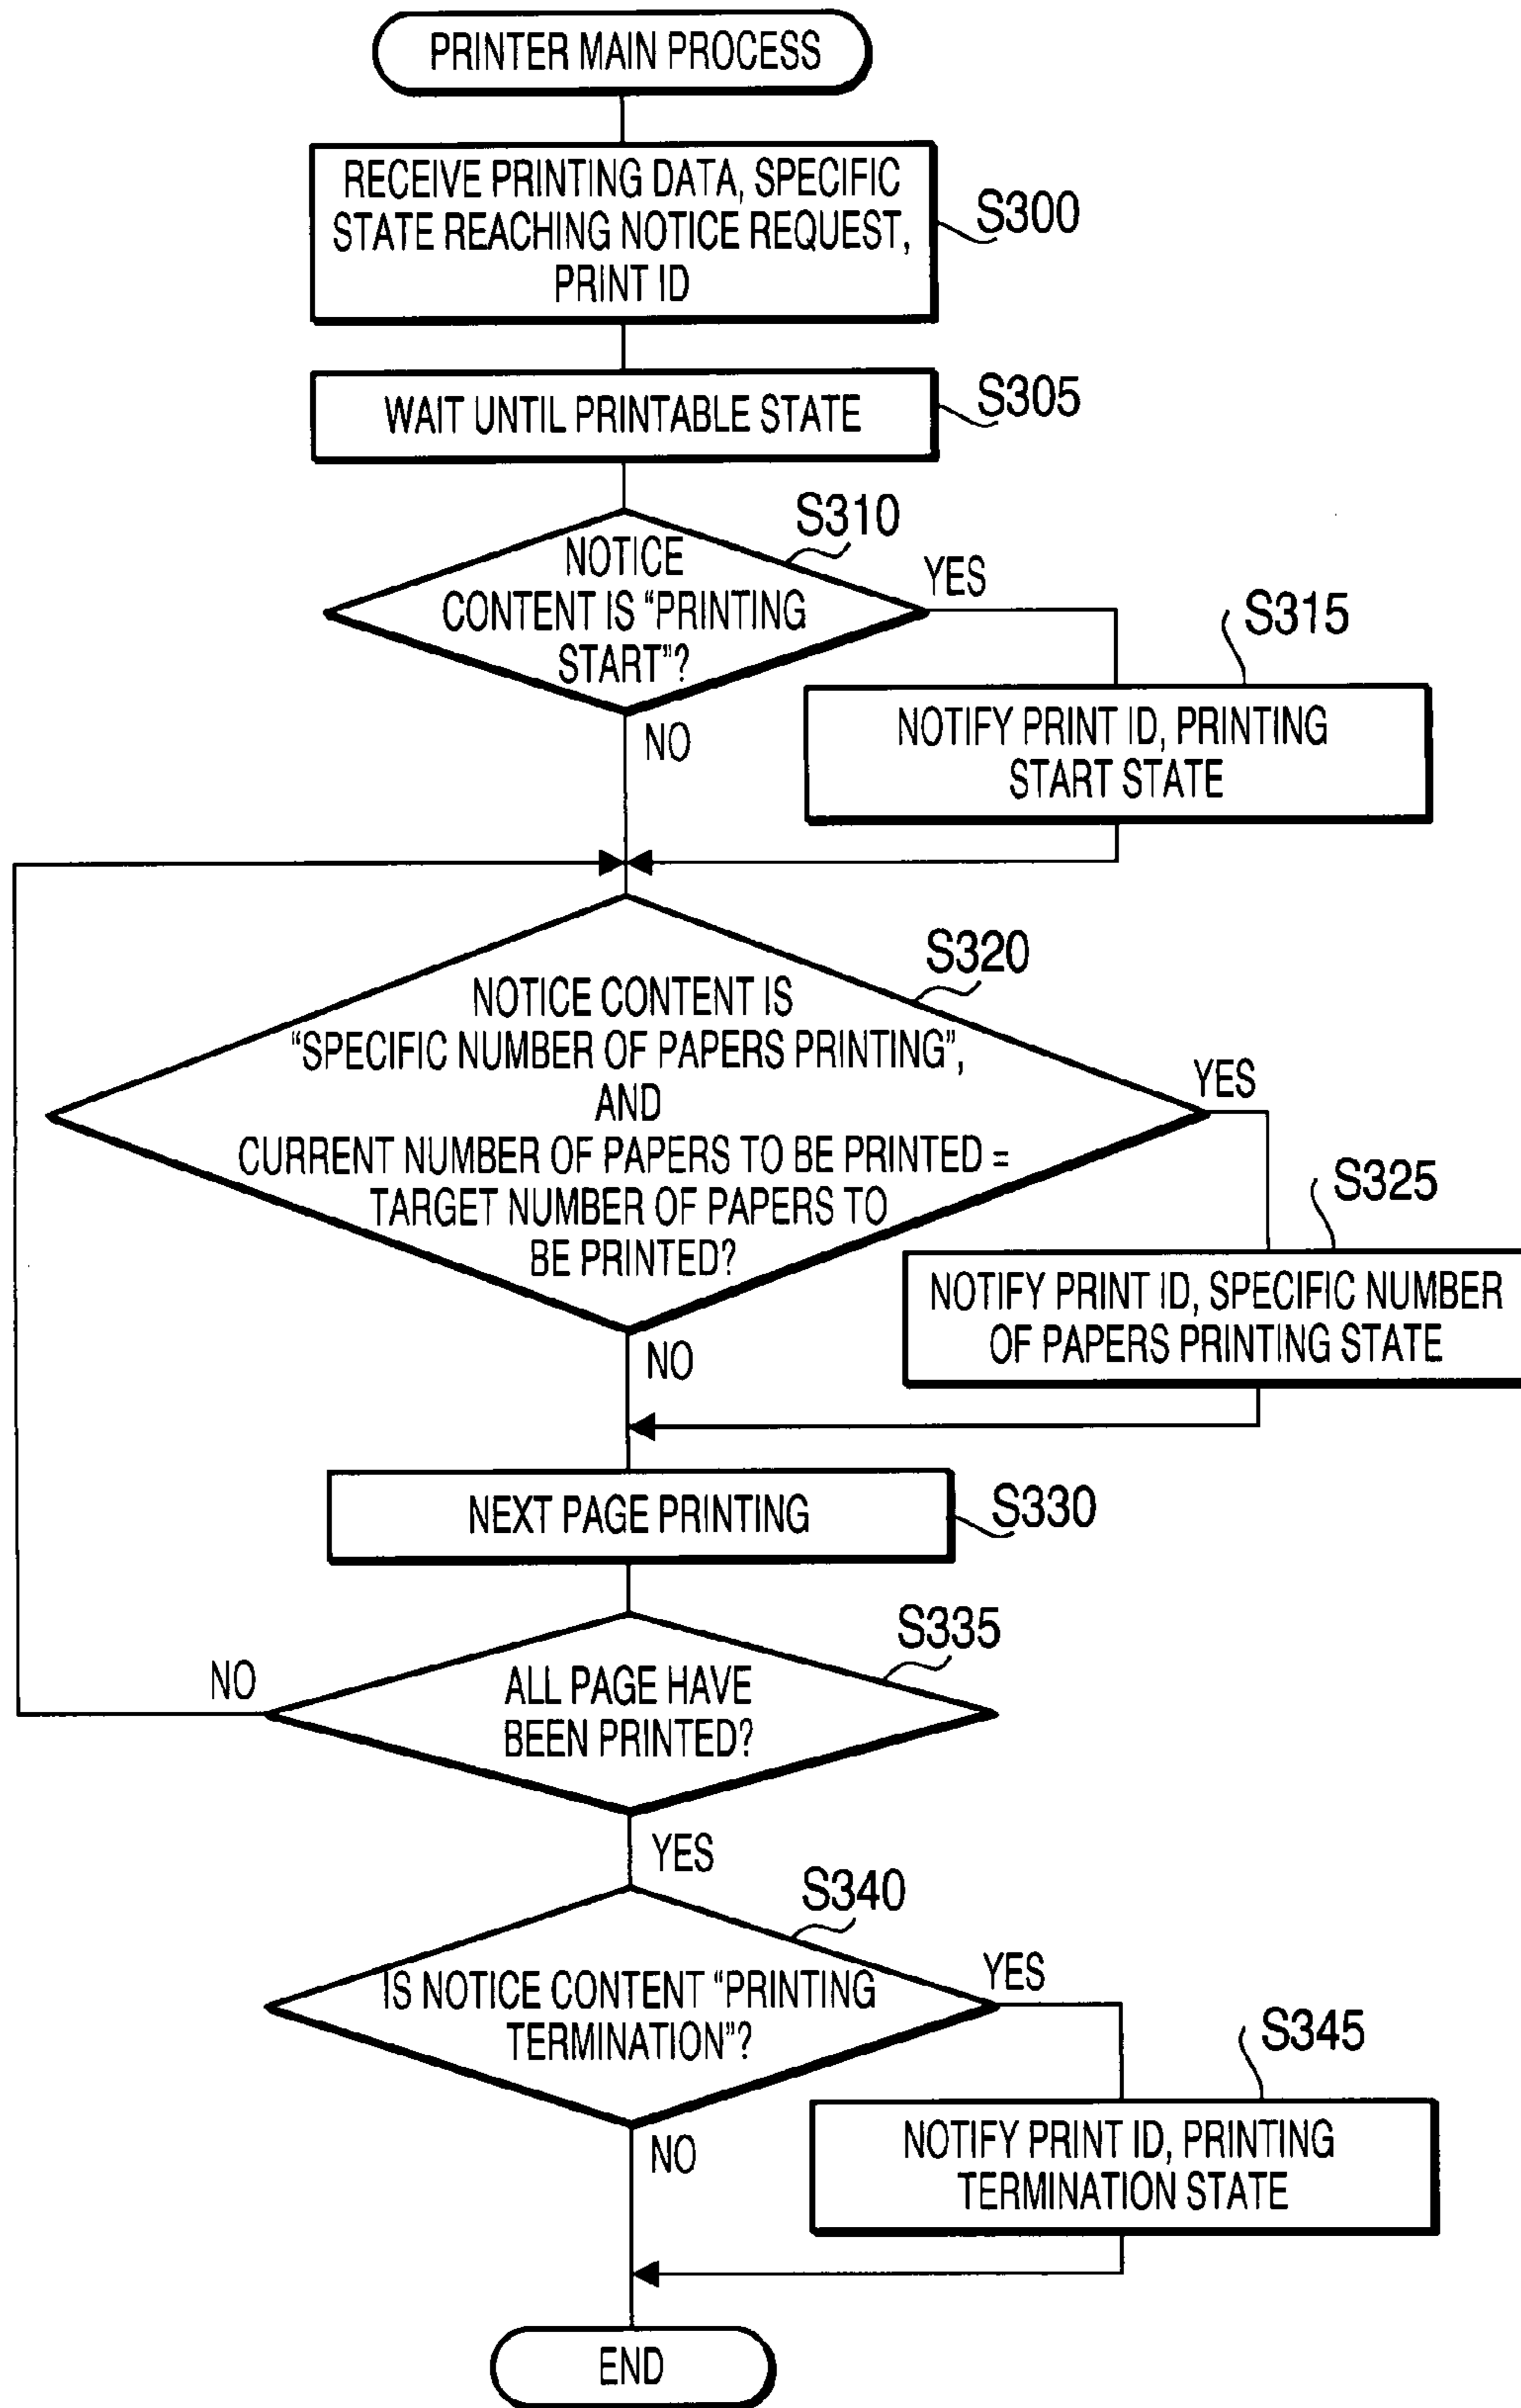 PRINTER MAIN PROCESS
RECEIVE PRINTING DATA, SPECIFIC
STATE REACHING NOTICE REQUEST,
PRINT ID
S300
WAIT UNTIL PRINTABLE STATE
S305
S310
NOTICE
CONTENT IS “PRINTING
START”?
YES
NO
S315
NOTIFY PRINT ID, PRINTING
START STATE
S320
NOTICE CONTENT IS
“SPECIFIC NUMBER OF PAPERS PRINTING”,
AND
CURRENT NUMBER OF PAPERS TO BE PRINTED =
TARGET NUMBER OF PAPERS TO
BE PRINTED?
YES
NO
S325
NOTIFY PRINT ID, SPECIFIC NUMBER
OF PAPERS PRINTING STATE
NEXT PAGE PRINTING
S330
S335
ALL PAGE HAVE
BEEN PRINTED?
NO
YES
S340
IS NOTICE CONTENT “PRINTING
TERMINATION”?
YES
NO
S345
NOTIFY PRINT ID, PRINTING
TERMINATION STATE
END